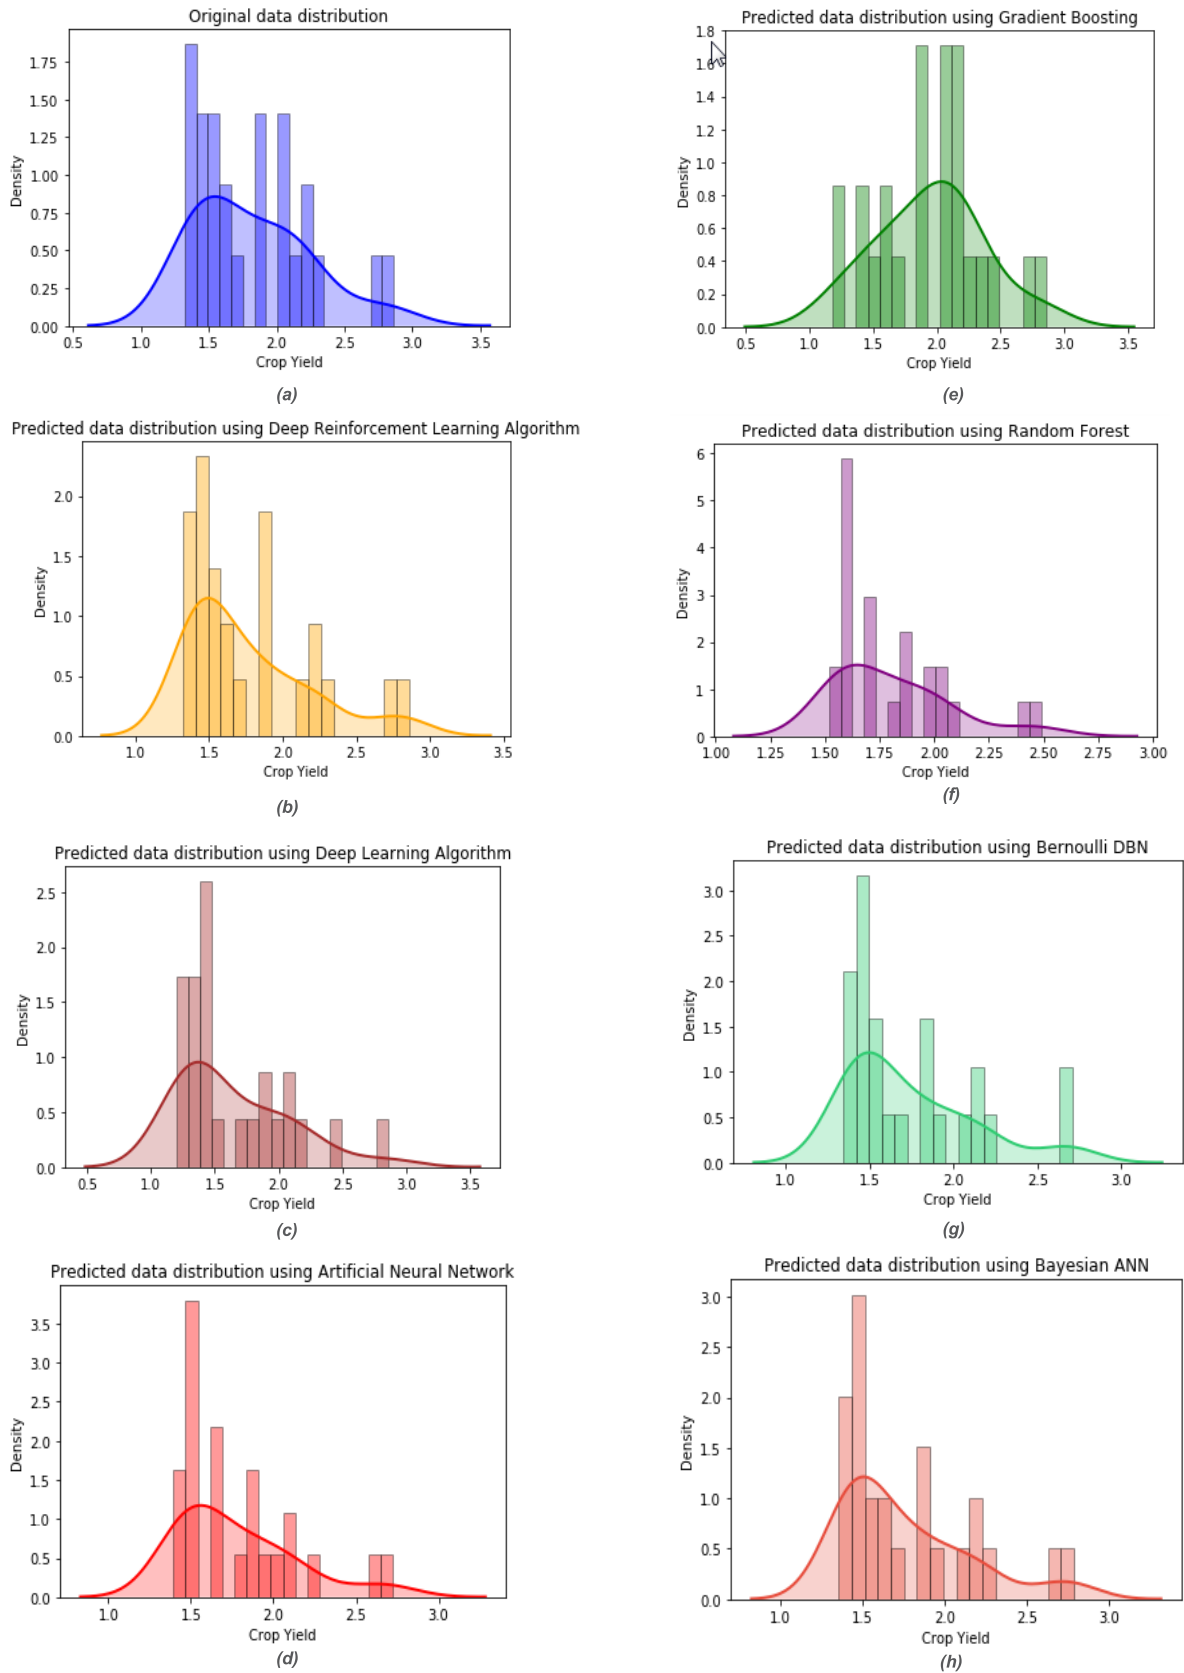 Original data distribution
Density
1.75
1.50
1.25
1.00
0.75
0.50
0.25
0.00
0.5 1.0 1.5 2.0 2.5 3.0 3.5
Crop Yield
(a)
Predicted data distribution using Gradient Boosting
Density
1.8
1.6
1.4
1.2
1.0
0.8
0.6
0.4
0.2
0.0
0.5 1.0 1.5 2.0 2.5 3.0 3.5
Crop Yield
(e)
Predicted data distribution using Deep Reinforcement Learning Algorithm
Density
2.0
1.5
1.0
0.5
0.0
1.0 1.5 2.0 2.5 3.0 3.5
Crop Yield
(b)
Predicted data distribution using Random Forest
Density
6
5
4
3
2
1
0
1.00 1.25 1.50 1.75 2.00 2.25 2.50 2.75 3.00
Crop Yield
(f)
Predicted data distribution using Deep Learning Algorithm
Density
2.5
2.0
1.5
1.0
0.5
0.0
0.5 1.0 1.5 2.0 2.5 3.0 3.5
Crop Yield
(c)
Predicted data distribution using Bernoulli DBN
Density
3.0
2.5
2.0
1.5
1.0
0.5
0.0
1.0 1.5 2.0 2.5 3.0
Crop Yield
(g)
Predicted data distribution using Artificial Neural Network
Density
3.5
3.0
2.5
2.0
1.5
1.0
0.5
0.0
1.0 1.5 2.0 2.5 3.0
Crop Yield
(d)
Predicted data distribution using Bayesian ANN
Density
3.0
2.5
2.0
1.5
1.0
0.5
0.0
1.0 1.5 2.0 2.5 3.0
Crop Yield
(h)